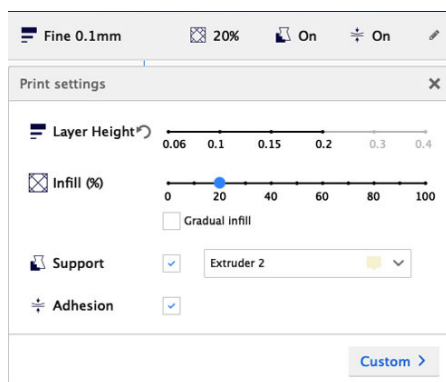 Fine 0.1mm 20% On On
Print settings
Layer Height
0.06 0.1 0.15 0.2 0.3 0.4
Infill (%)
0 20 40 60 80 100
Gradual infill
Support Extruder 2
Adhesion
Custom >